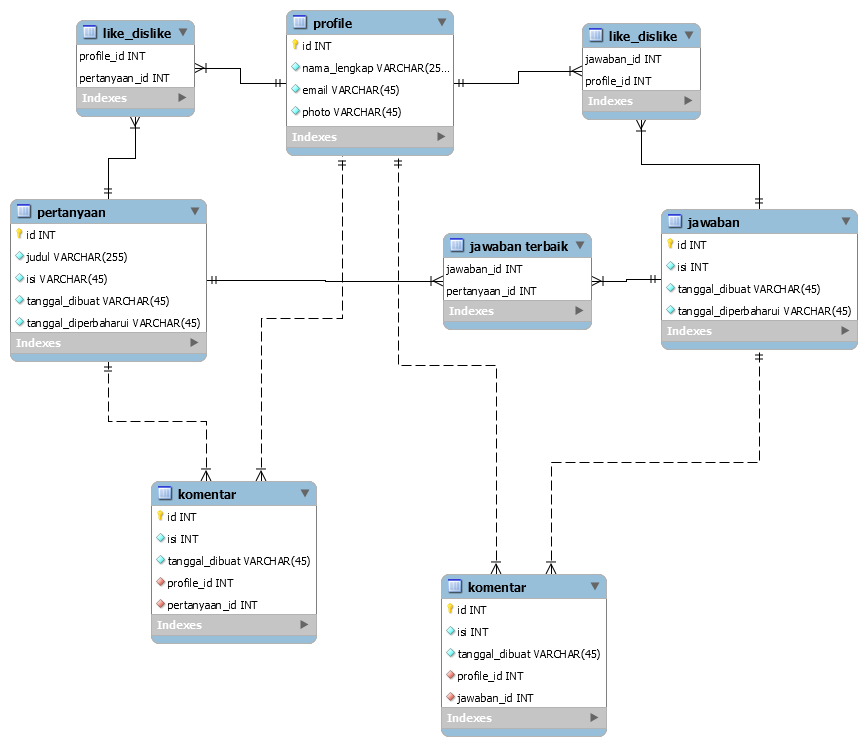 like_dislike
profile_id INT
pertanyaan_id INT
Indexes
profile
id INT
nama_lengkap VARCHAR(25...
email VARCHAR(45)
photo VARCHAR(45)
Indexes
like_dislike
jawaban_id INT
profile_id INT
Indexes
pertanyaan
id INT
judul VARCHAR(255)
isi VARCHAR(45)
tanggal_dibuat VARCHAR(45)
tanggal_diperbaharui VARCHAR(45)
Indexes
jawaban terbaik
jawaban_id INT
pertanyaan_id INT
Indexes
jawaban
id INT
isi INT
tanggal_dibuat VARCHAR(45)
tanggal_diperbaharui VARCHAR(45)
Indexes
komentar
id INT
isi INT
tanggal_dibuat VARCHAR(45)
profile_id INT
pertanyaan_id INT
Indexes
komentar
id INT
isi INT
tanggal_dibuat VARCHAR(45)
profile_id INT
jawaban_id INT
Indexes